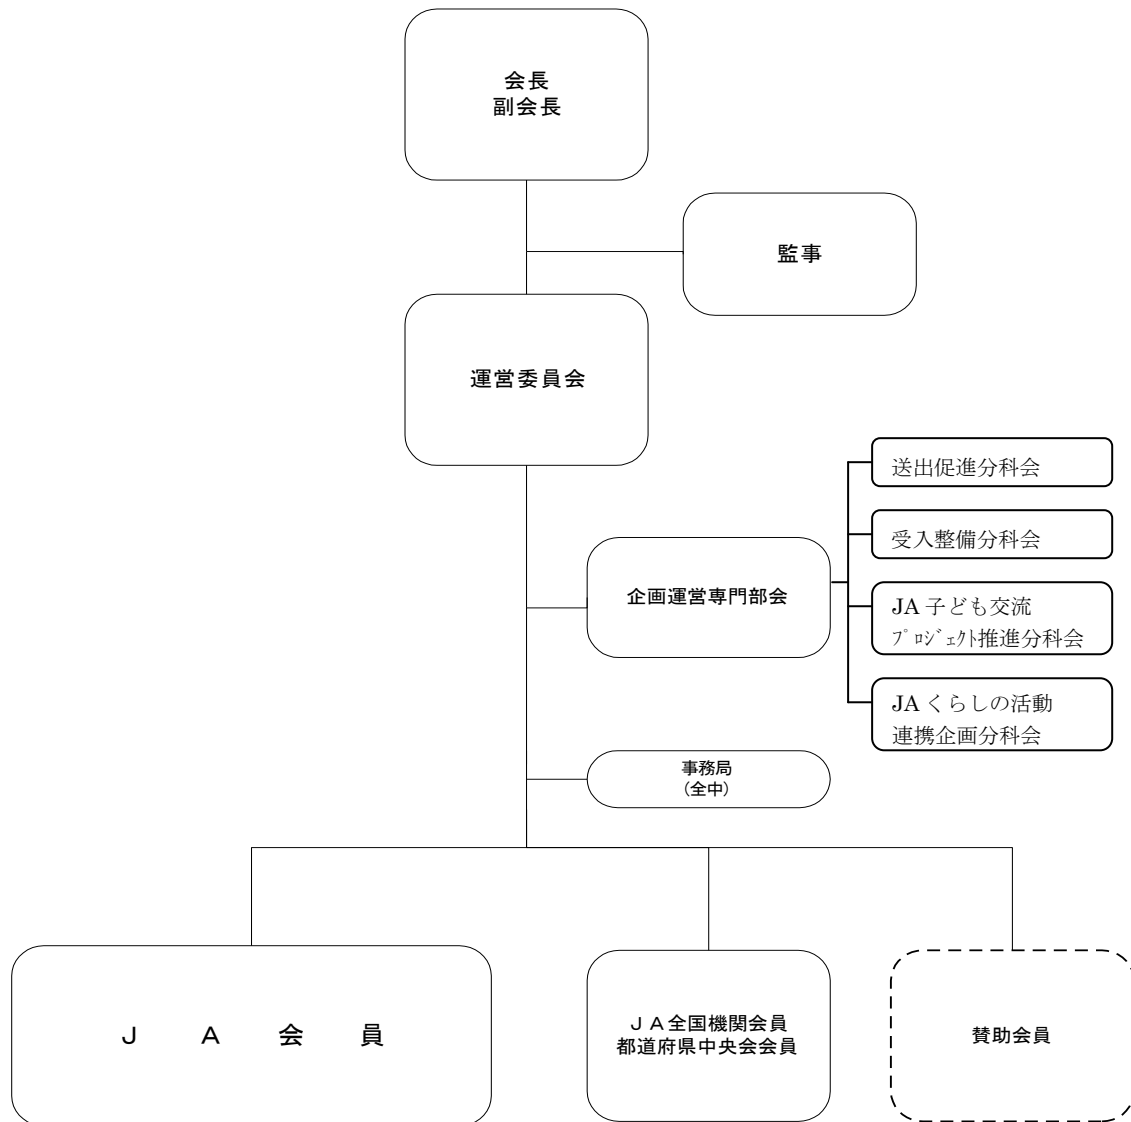 会長
副会長
監事
運営委員会
送出促進分科会
受入整備分科会
企画運営専門部会
JA 子ども交流
ﾌﾟﾛｼﾞｪｸﾄ推進分科会
JA くらしの活動
連携企画分科会
事務局
(全中)
J A 会 員
JA全国機関会員
都道府県中央会会員
賛助会員